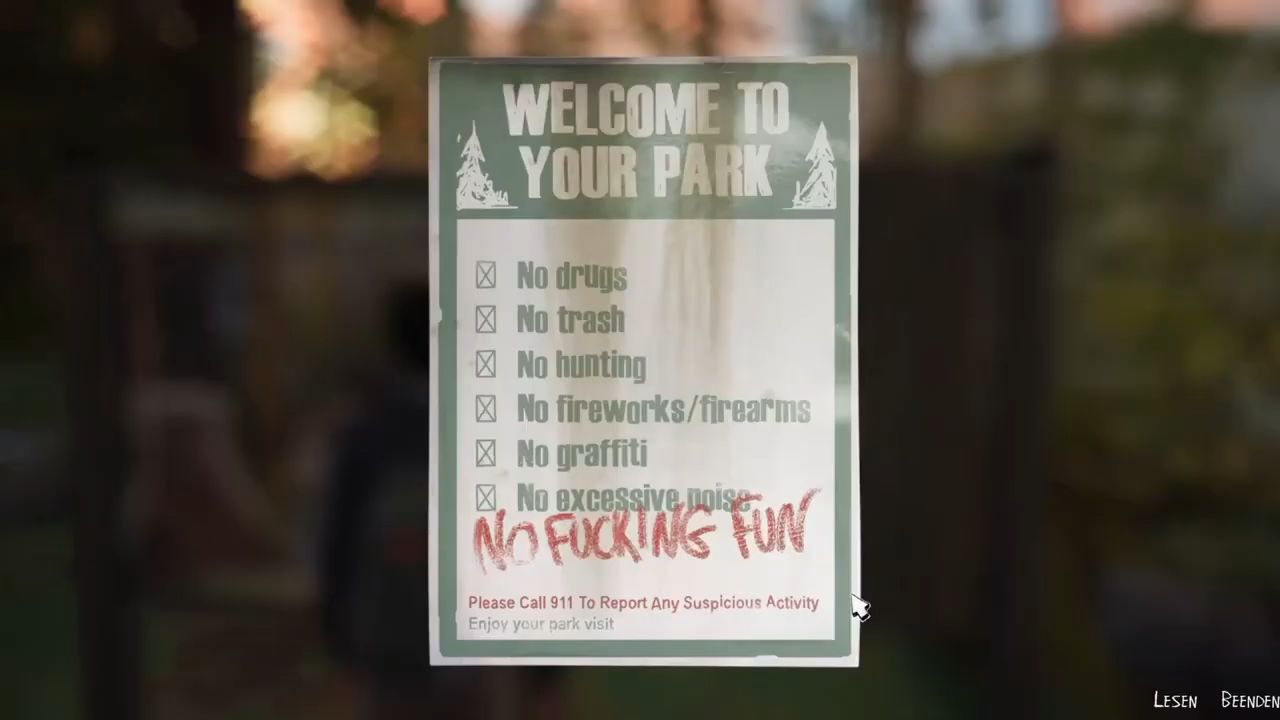 WELCOME TO
YOUR PARK
No drugs
No trash
No hunting
No fireworks/firearms
No graffiti
No excessive noise
NO FUCKING FUN
Please Call 911 To Report Any Suspicious Activity
Enjoy your park visit
LESEN BEENDEN